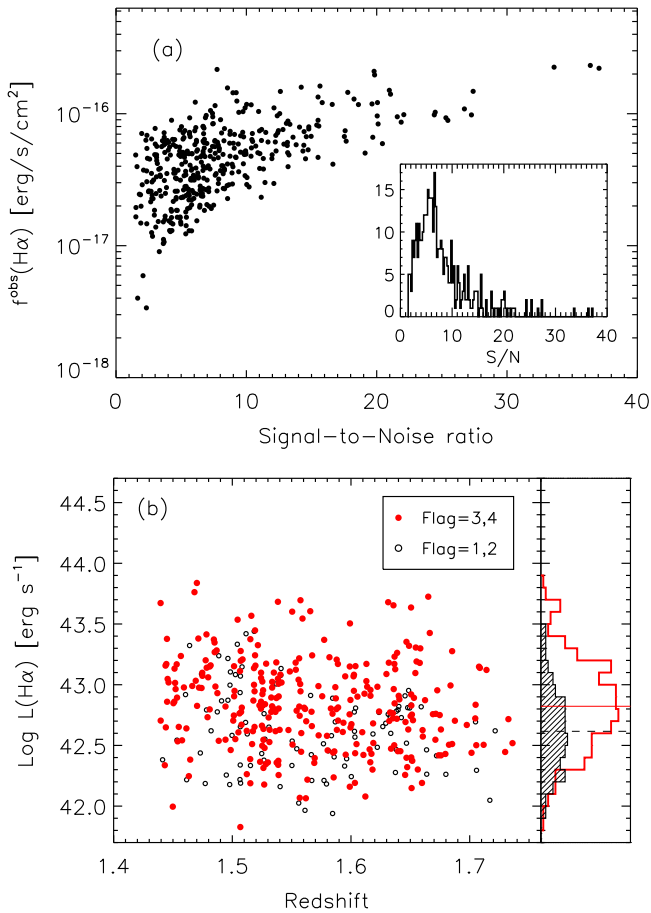 (a)
f^obs(Hα) [erg/s/cm²]
10⁻¹⁶
10⁻¹⁷
10⁻¹⁸
0 10 20 30 40
Signal−to−Noise ratio
15
10
5
0
0 10 20 30 40
S/N
(b)
Log L(Hα) [erg s⁻¹]
44.5
44.0
43.5
43.0
42.5
42.0
Flag=3,4
Flag=1,2
1.4 1.5 1.6 1.7
Redshift